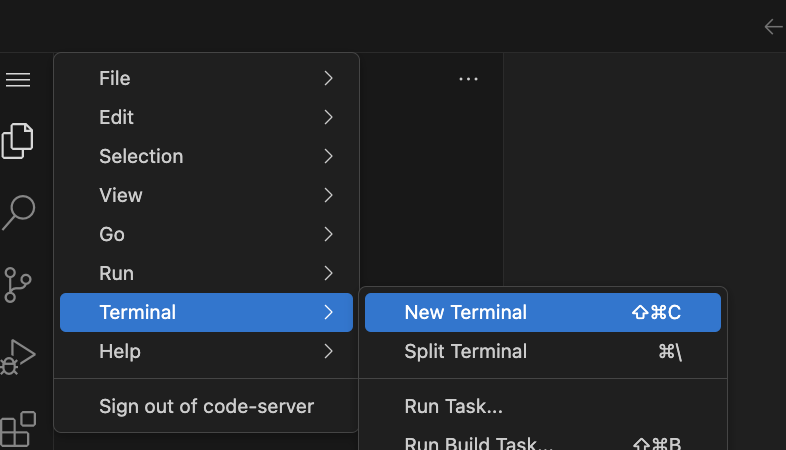 File
Edit
Selection
View
Go
Run
Terminal
New Terminal ⇧⌘C
Help
Split Terminal ⌘\
Sign out of code-server
Run Task...
Run Build Task... ⇧⌘B